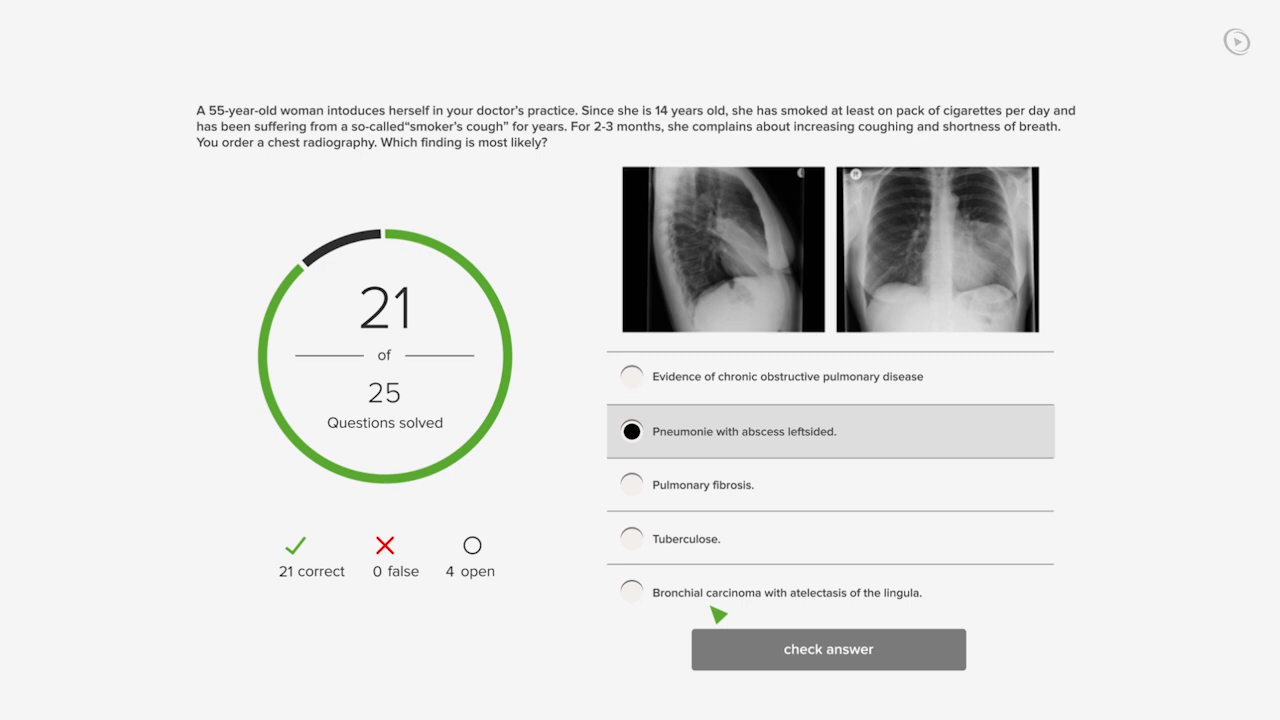 A 55-year-old woman intoduces herself in your doctor's practice. Since she is 14 years old, she has smoked at least on pack of cigarettes per day and
has been suffering from a so-called“smoker's cough” for years. For 2-3 months, she complains about increasing coughing and shortness of breath.
You order a chest radiography. Which finding is most likely?
21
of
25
Questions solved
21 correct
0 false
4 open
Evidence of chronic obstructive pulmonary disease
Pneumonie with abscess leftsided.
Pulmonary fibrosis.
Tuberculose.
Bronchial carcinoma with atelectasis of the lingula.
check answer